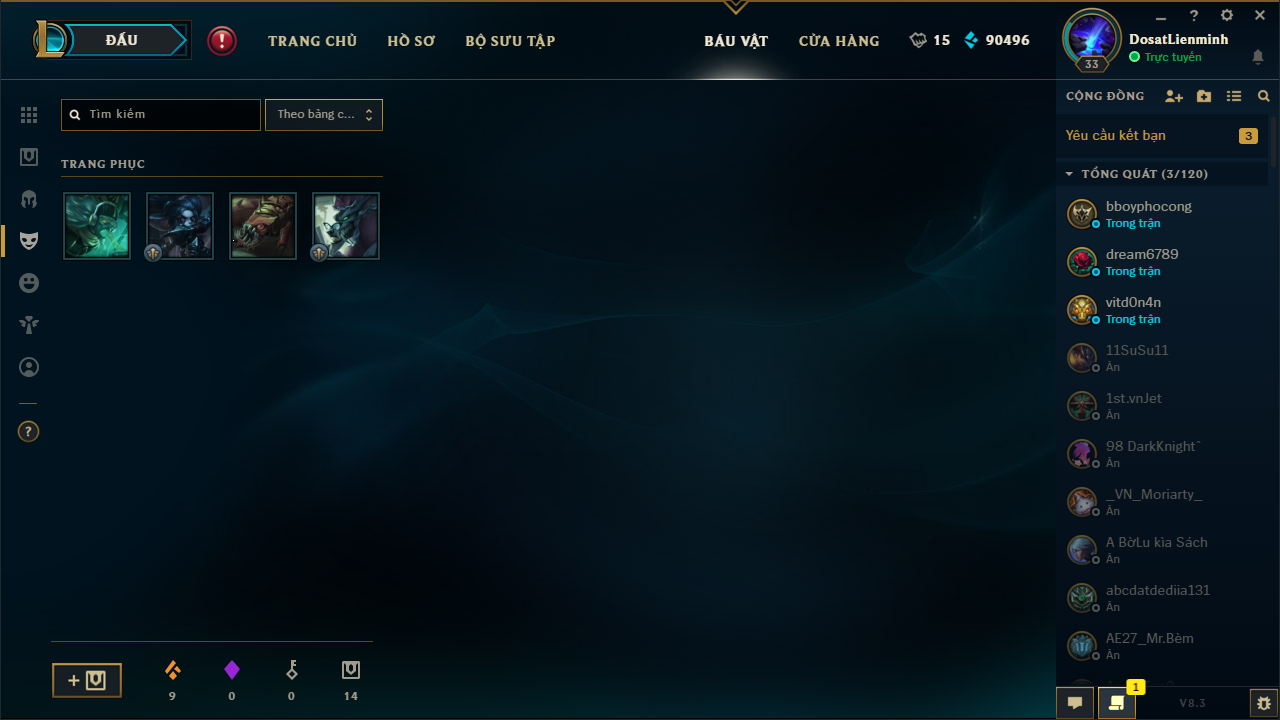 ĐẤU
TRANG CHỦ
HỒ SƠ
BỘ SƯU TẬP
BÁU VẬT
CỬA HÀNG
15
90496
33
DosatLienminh
Trực tuyến
Tìm kiếm
Theo bảng c...
TRANG PHỤC
CỘNG ĐỒNG
Yêu cầu kết bạn
3
TỔNG QUÁT (3/120)
bboyphocong
Trong trận
dream6789
Trong trận
vitd0n4n
Trong trận
11SuSu11
Ẩn
1st.vnJet
Ẩn
98 DarkKnight^
Ẩn
_VN_Moriarty_
Ẩn
A BờLu kìa Sách
Ẩn
abcdatdediia131
Ẩn
AE27_Mr.Bèm
Ẩn
9
0
0
14
1
V8.3